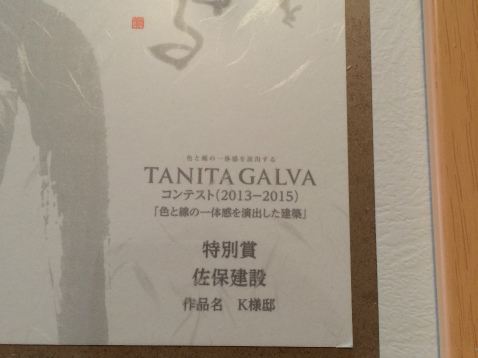 を
る
色と線の一体感を演出する
TANITA GALVA
コンテスト(2013−2015)
「色と線の一体感を演出した建築」
特別賞
佐保建設
作品名 K様邸